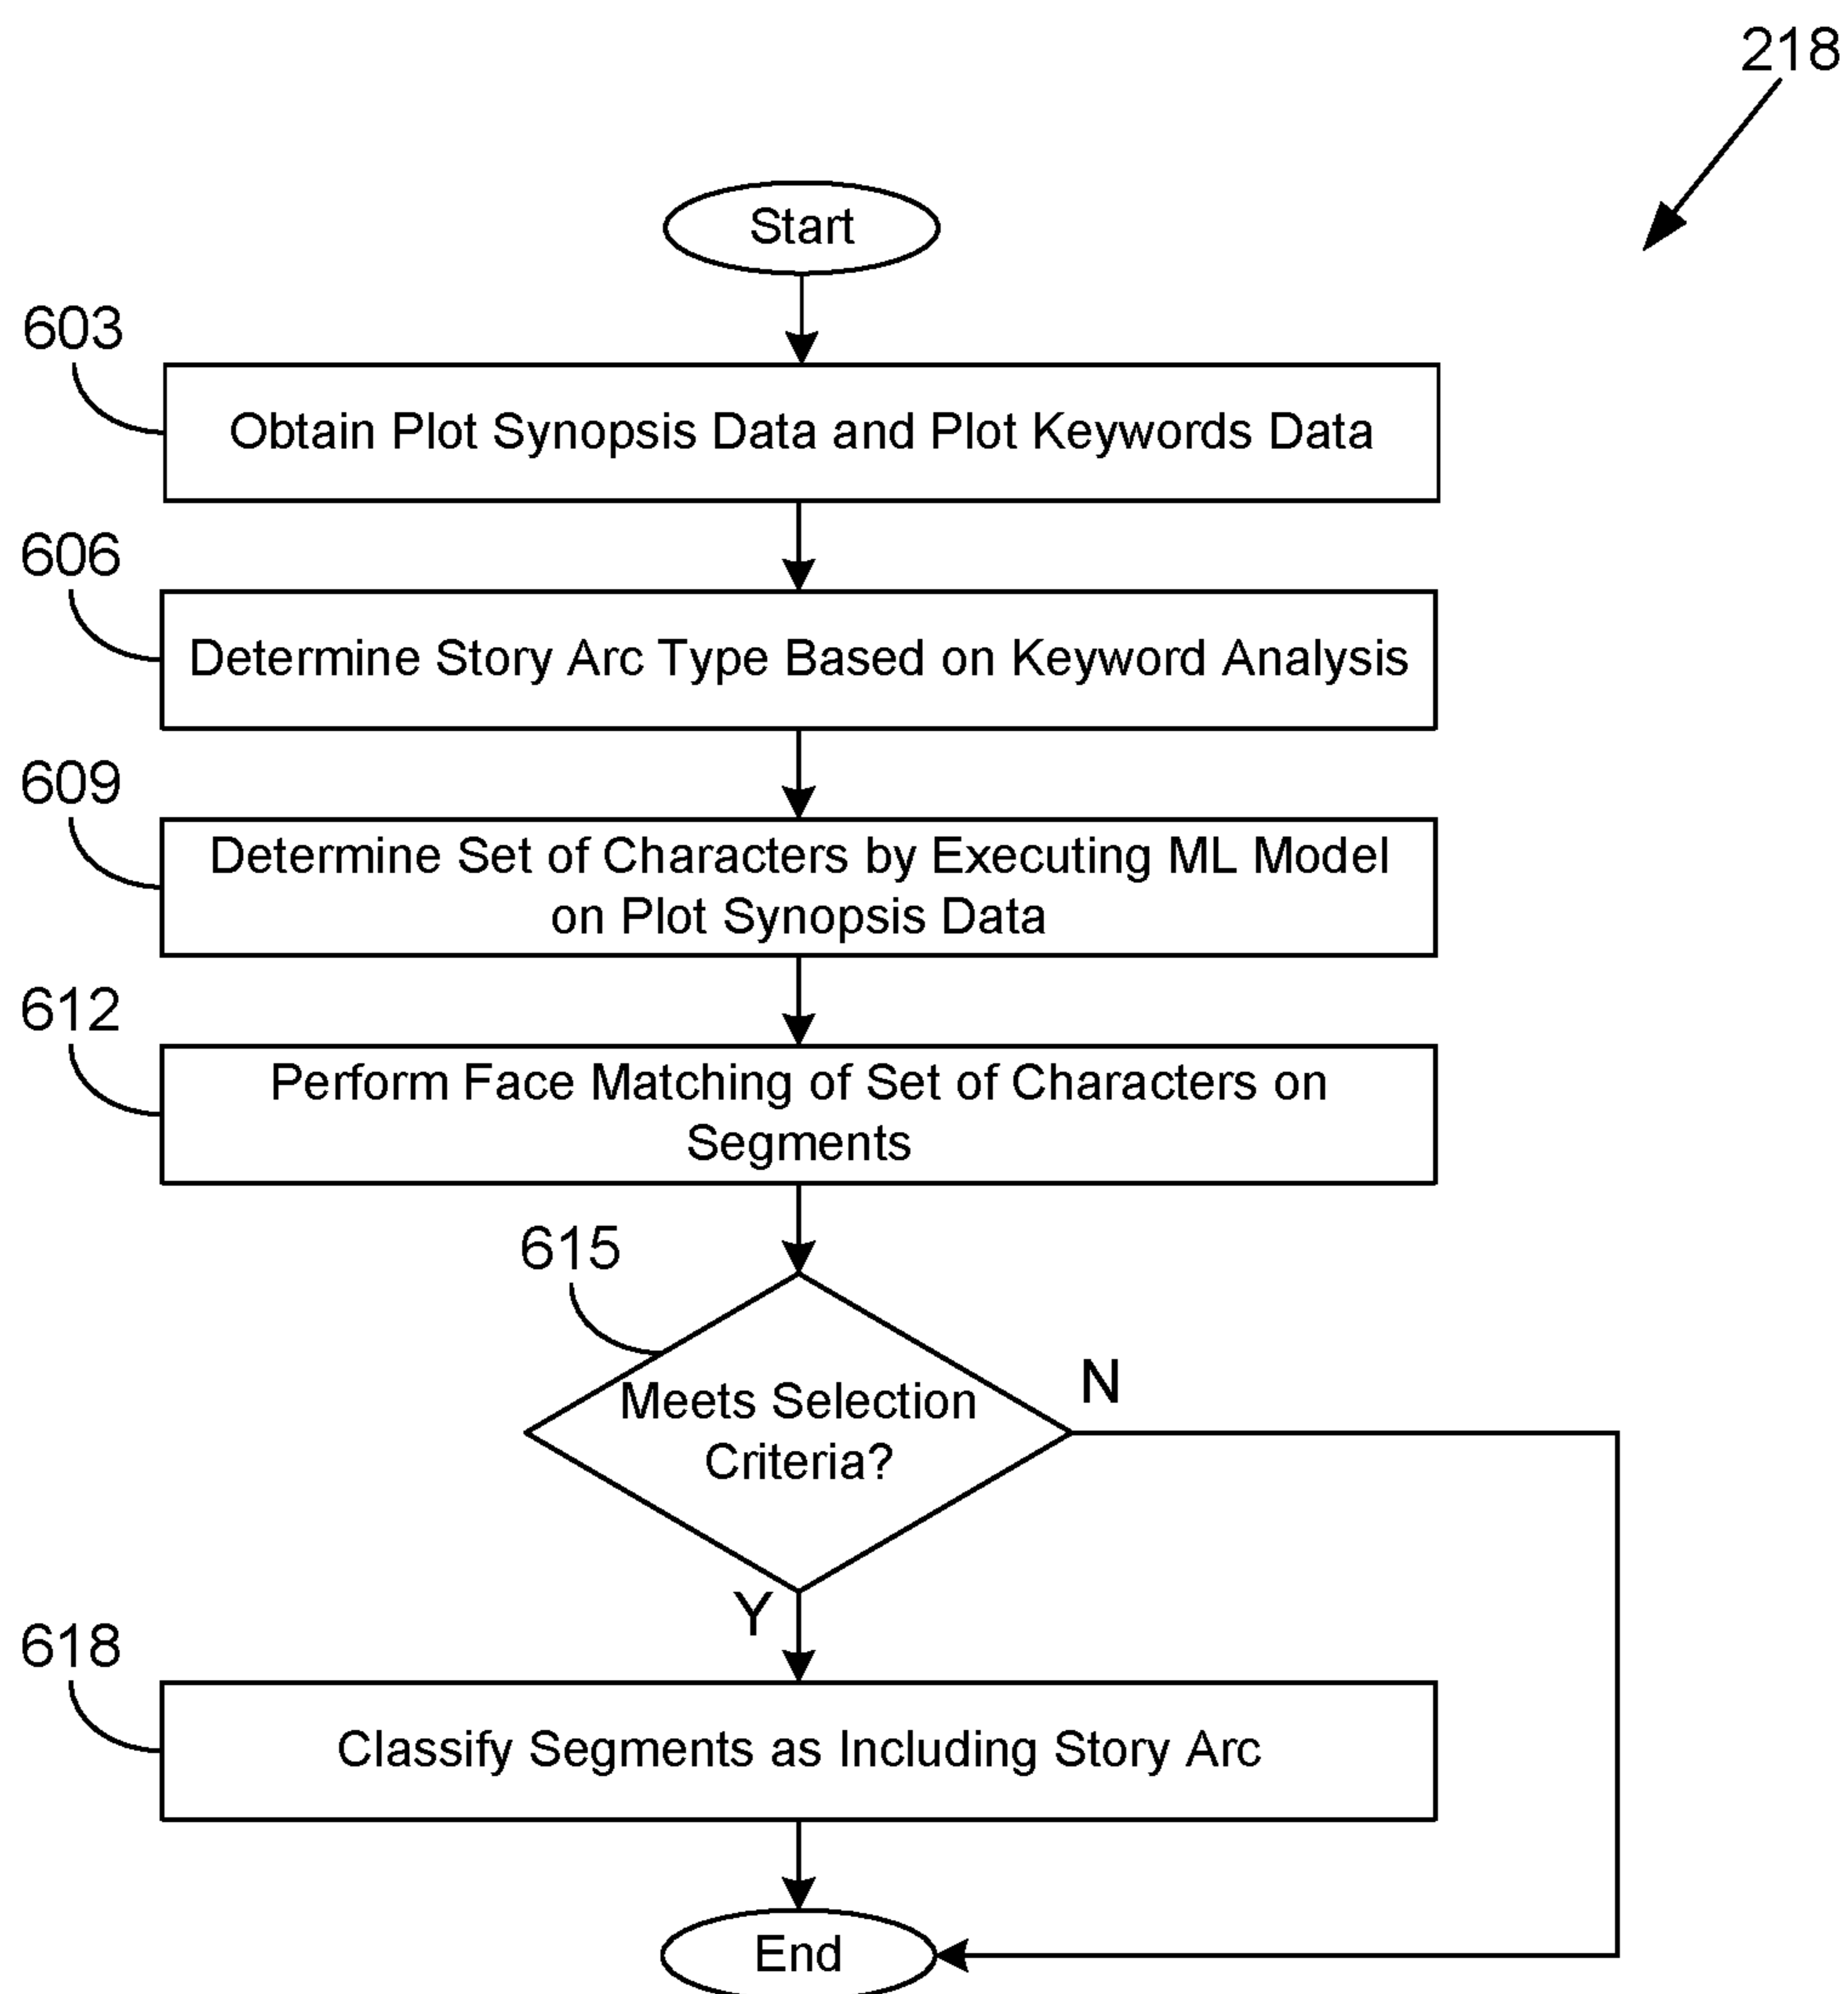 218
Start
603
Obtain Plot Synopsis Data and Plot Keywords Data
606
Determine Story Arc Type Based on Keyword Analysis
609
Determine Set of Characters by Executing ML Model
on Plot Synopsis Data
612
Perform Face Matching of Set of Characters on
Segments
615
Meets Selection
Criteria?
N
Y
618
Classify Segments as Including Story Arc
End